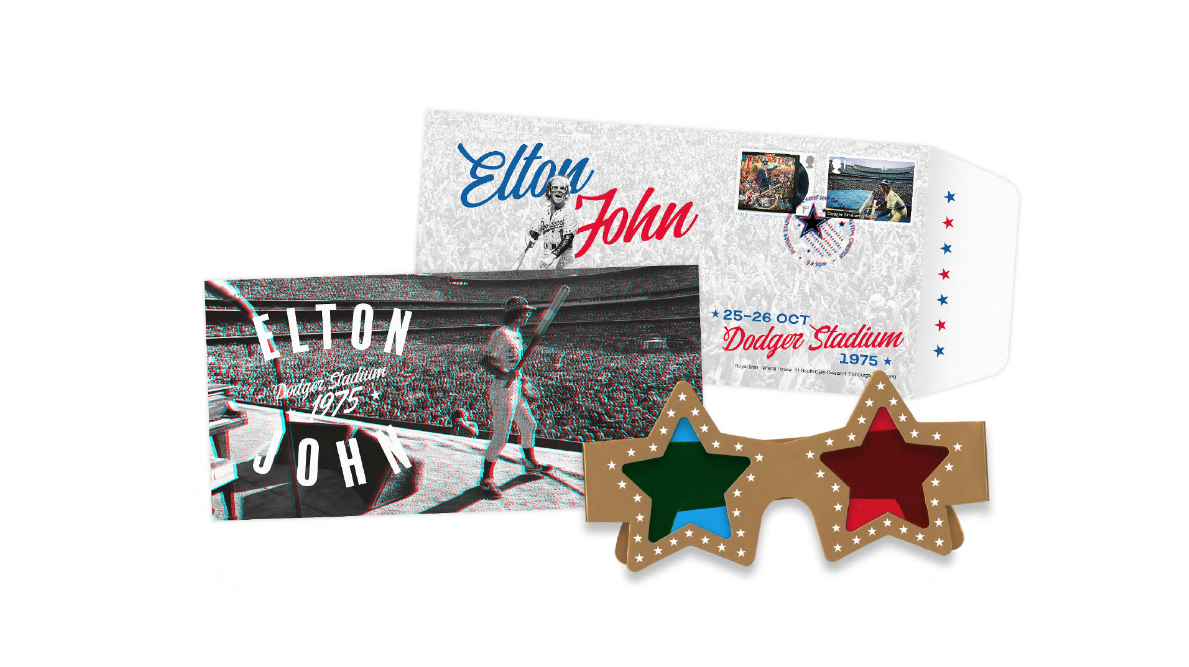 Elton
John
25-26 OCT
Dodger Stadium
1975
ELTON
Dodger Stadium
1975
JOHN